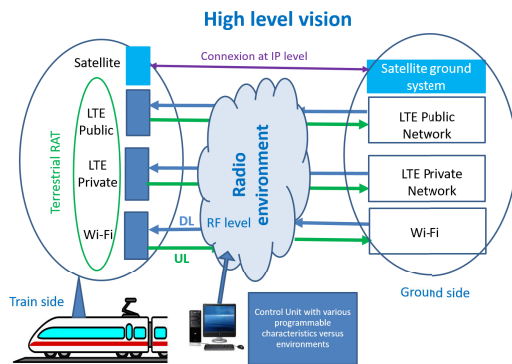 High level vision
Satellite
Connexion at IP level
Satellite ground
system
LTE
Public
LTE Public
Network
Terrestrial RAT
LTE
Private
Radio
environment
LTE Private
Network
Wi-Fi
DL
RF level
UL
Wi-Fi
Train side
Ground side
Control Unit with various
programmable
characteristics versus
environments